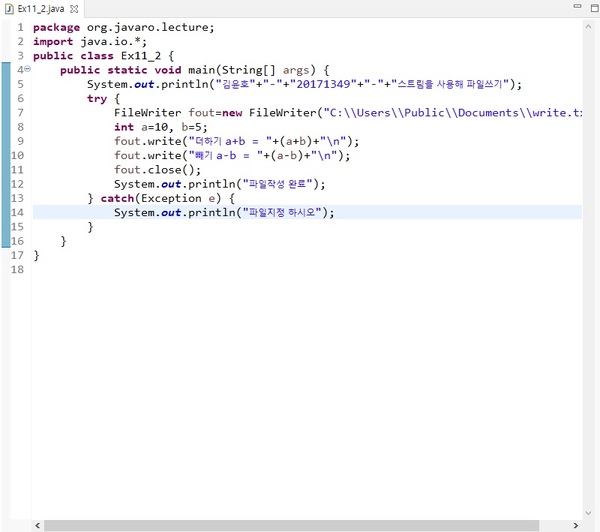 Ex11_2.java
1 package org.javaro.lecture;
2 import java.io.*;
3 public class Ex11_2 {
4 public static void main(String[] args) {
5 System.out.println("김윤호"+"-"+"20171349"+"-"+"스트림을 사용해 파일쓰기");
6 try {
7 FileWriter fout=new FileWriter("C:\\Users\\Public\\Documents\\write.tx
8 int a=10, b=5;
9 fout.write("더하기 a+b = "+(a+b)+"\n");
10 fout.write("빼기 a-b = "+(a-b)+"\n");
11 fout.close();
12 System.out.println("파일작성 완료");
13 } catch(Exception e) {
14 System.out.println("파일지정 하시오");
15 }
16 }
17 }
18